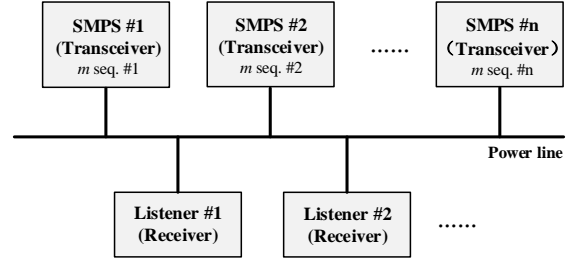 SMPS #1
(Transceiver)
m seq. #1
SMPS #2
(Transceiver)
m seq. #2
……
SMPS #n
（Transceiver）
m seq. #n
Power line
Listener #1
(Receiver)
Listener #2
(Receiver)
……